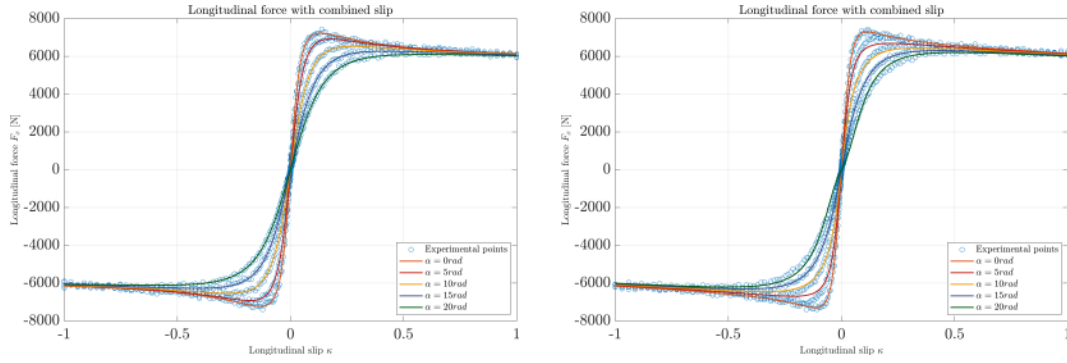 Longitudinal force with combined slip
8000
6000
4000
2000
0
-2000
-4000
-6000
-8000
Longitudinal force Fₓ [N]
-1
-0.5
0
0.5
1
Longitudinal slip κ
Experimental points
α = 0rad
α = 5rad
α = 10rad
α = 15rad
α = 20rad
Longitudinal force with combined slip
8000
6000
4000
2000
0
-2000
-4000
-6000
-8000
Longitudinal force Fₓ [N]
-1
-0.5
0
0.5
1
Longitudinal slip κ
Experimental points
α = 0rad
α = 5rad
α = 10rad
α = 15rad
α = 20rad